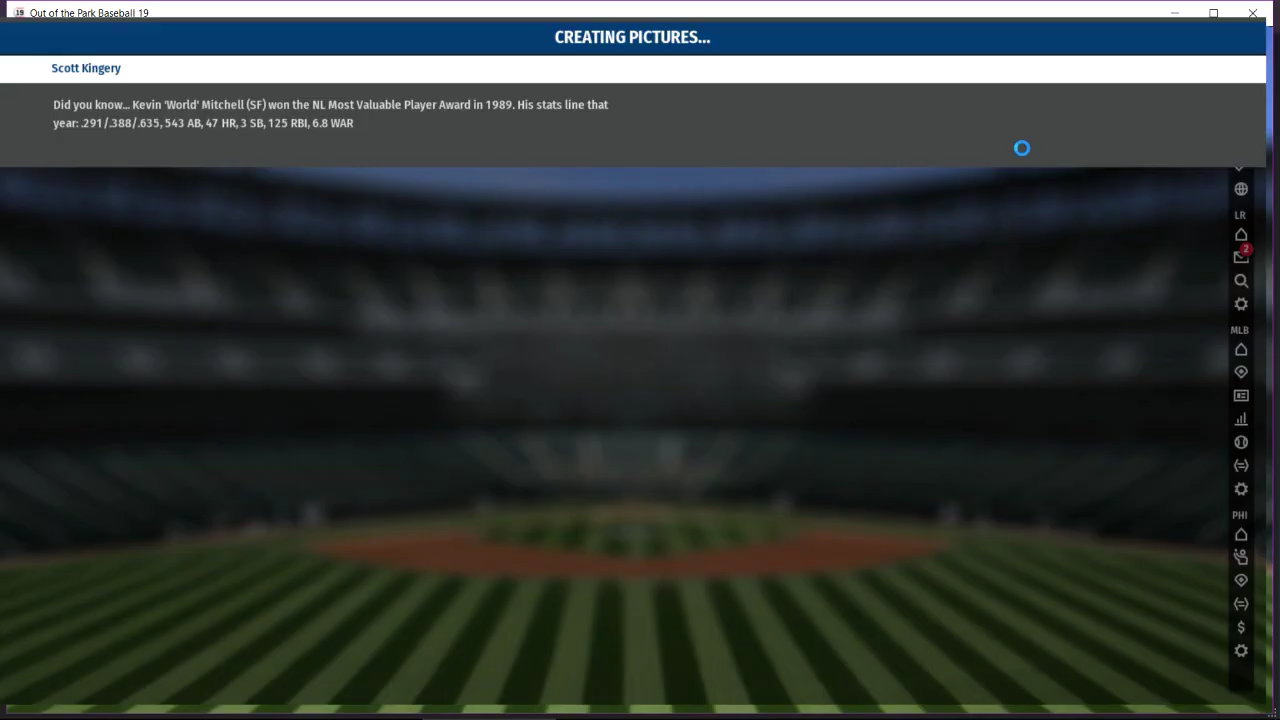 19 Out of the Park Baseball 19
CREATING PICTURES...
Scott Kingery
Did you know... Kevin 'World' Mitchell (SF) won the NL Most Valuable Player Award in 1989. His stats line that
year: .291/.388/.635, 543 AB, 47 HR, 3 SB, 125 RBI, 6.8 WAR
LR
2
MLB
PHI
$